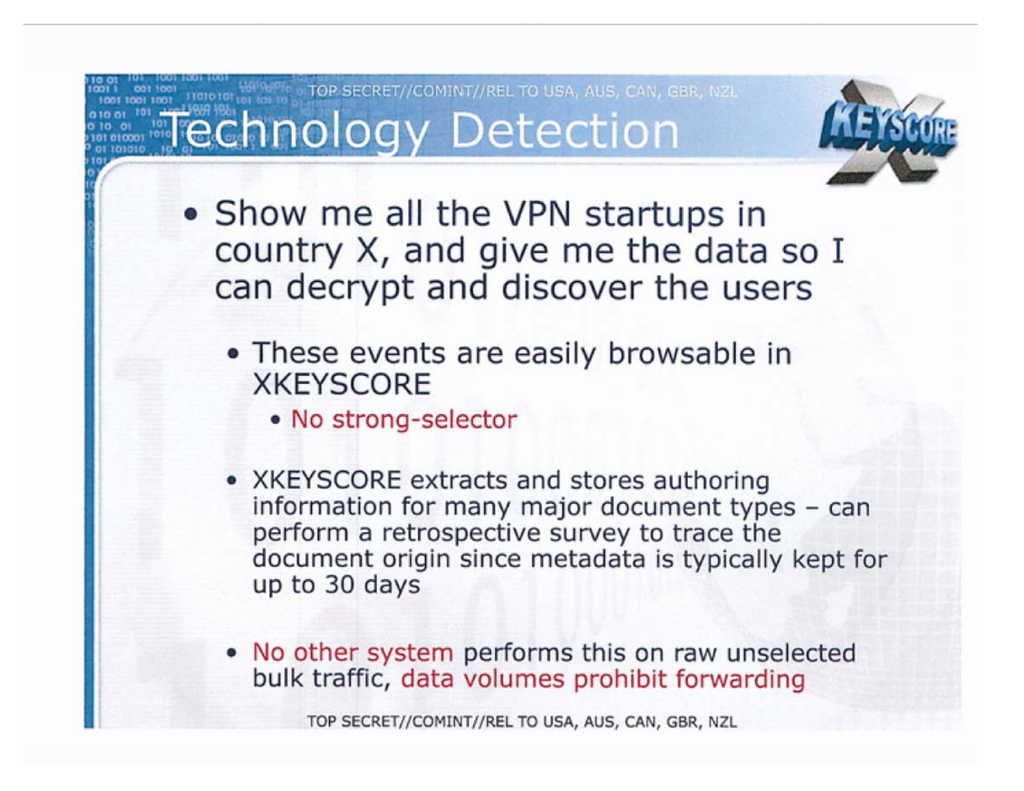 TOP SECRET//COMINT//REL TO USA, AUS, CAN, GBR, NZL
Technology Detection
X
KEYSCORE
• Show me all the VPN startups in
country X, and give me the data so I
can decrypt and discover the users
• These events are easily browsable in
XKEYSCORE
• No strong-selector
• XKEYSCORE extracts and stores authoring
information for many major document types – can
perform a retrospective survey to trace the
document origin since metadata is typically kept for
up to 30 days
• No other system performs this on raw unselected
bulk traffic, data volumes prohibit forwarding
TOP SECRET//COMINT//REL TO USA, AUS, CAN, GBR, NZL